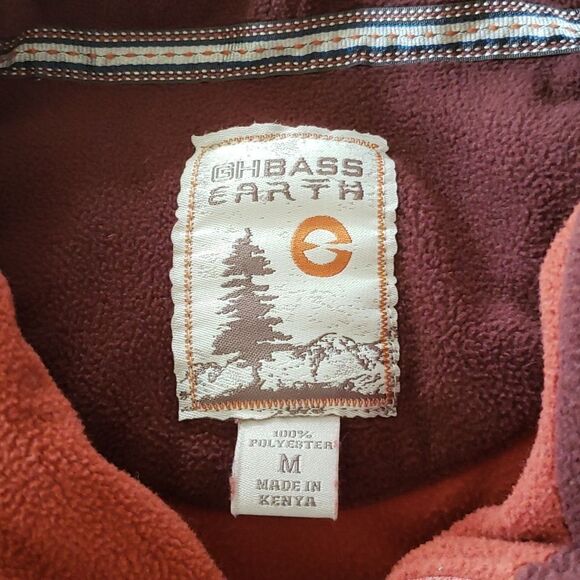 GHBASS
EARTH
100%
POLYESTER
M
MADE IN
KENYA